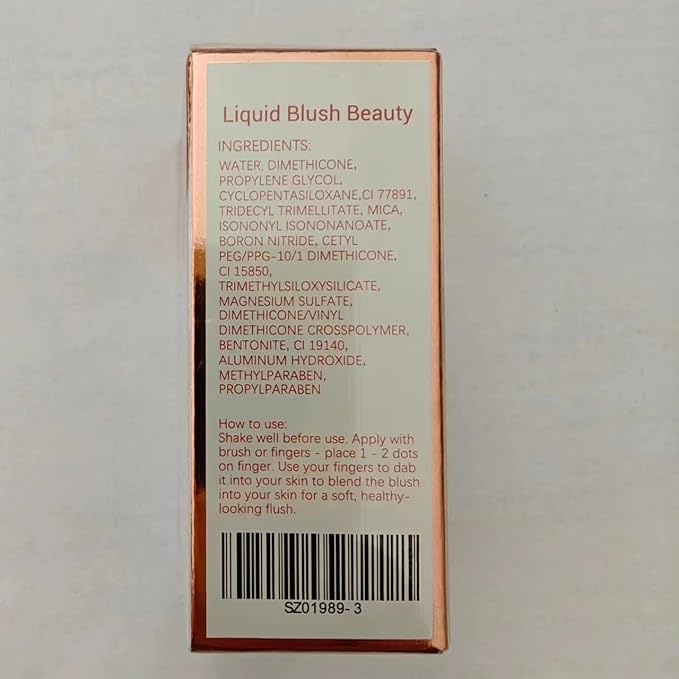 Liquid Blush Beauty
INGREDIENTS:
WATER, DIMETHICONE,
PROPYLENE GLYCOL,
CYCLOPENTASILOXANE,CI 77891,
TRIDECYL TRIMELLITATE, MICA,
ISONONYL ISONONANOATE,
BORON NITRIDE, CETYL
PEG/PPG-10/1 DIMETHICONE,
CI 15850,
TRIMETHYLSILOXYSILICATE,
MAGNESIUM SULFATE,
DIMETHICONE/VINYL
DIMETHICONE CROSSPOLYMER,
BENTONITE, CI 19140,
ALUMINUM HYDROXIDE,
METHYLPARABEN,
PROPYLPARABEN
How to use:
Shake well before use. Apply with
brush or fingers - place 1 - 2 dots
on finger. Use your fingers to dab
it into your skin to blend the blush
into your skin for a soft, healthy-
looking flush.
SZ01989-3